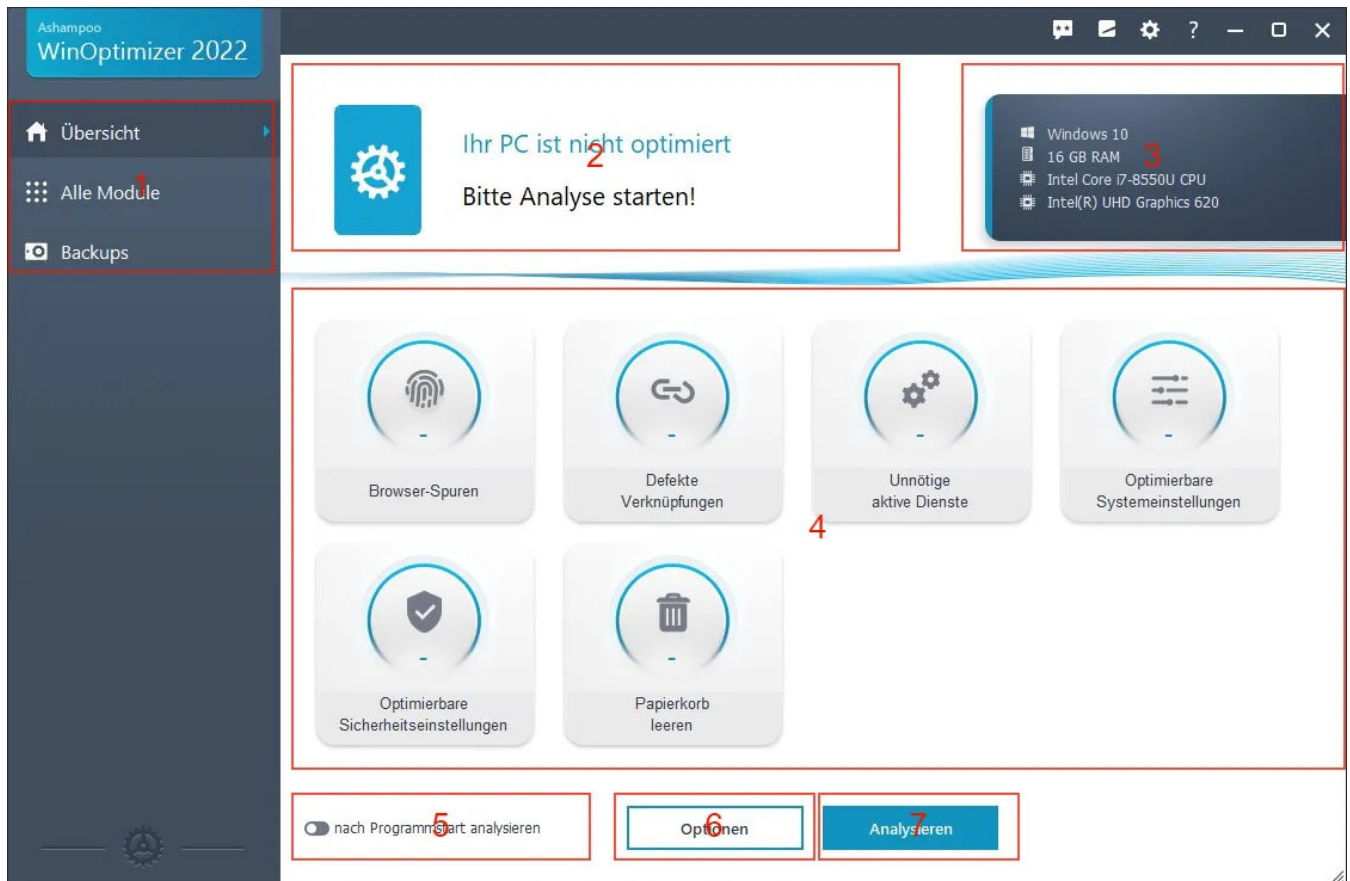 Ashampoo
WinOptimizer 2022
?
Übersicht
Alle Module
Backups
1
Ihr PC ist nicht optimiert
Bitte Analyse starten!
2
Windows 10
16 GB RAM
Intel Core i7-8550U CPU
Intel(R) UHD Graphics 620
3
Browser-Spuren
Defekte
Verknüpfungen
Unnötige
aktive Dienste
Optimierbare
Systemeinstellungen
4
Optimierbare
Sicherheitseinstellungen
Papierkorb
leeren
nach Programmstart analysieren
5
Optionen
6
Analysieren
7